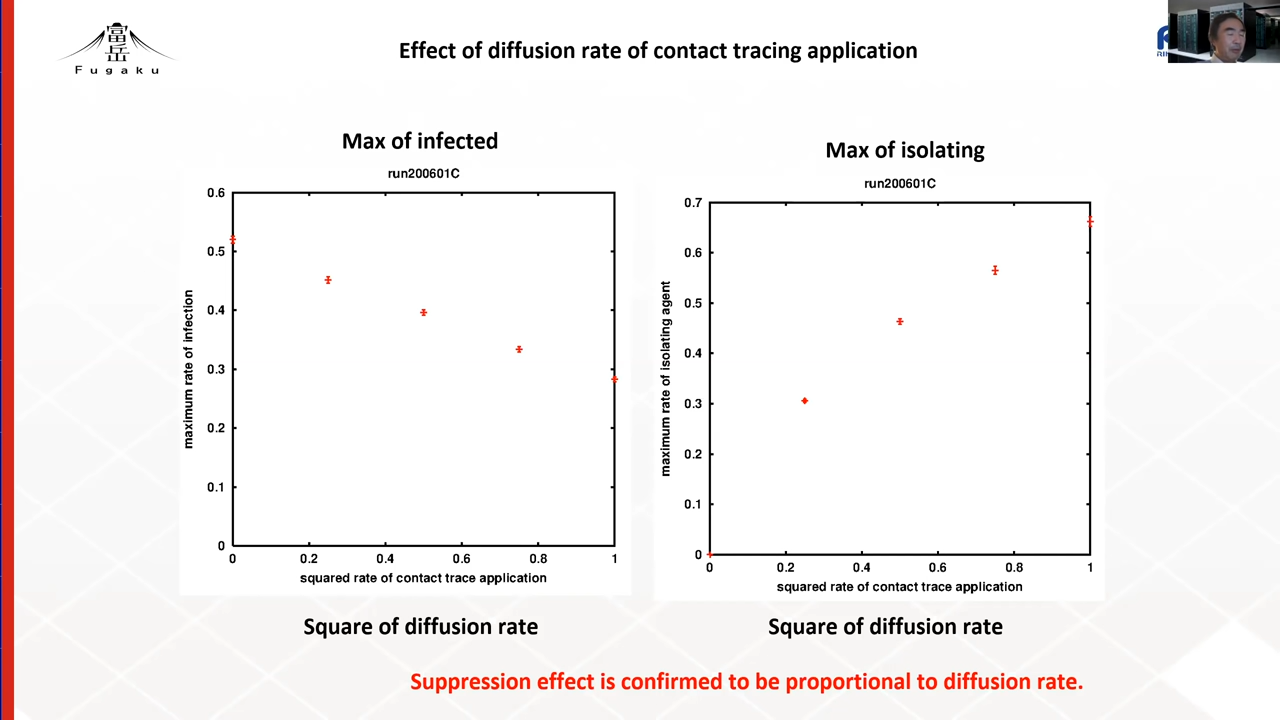 富
岳
Fugaku
Effect of diffusion rate of contact tracing application
Max of infected
run200601C
0.6
0.5
0.4
0.3
0.2
0.1
0
0 0.2 0.4 0.6 0.8 1
maximum rate of infection
squared rate of contact trace application
Square of diffusion rate
Max of isolating
run200601C
0.7
0.6
0.5
0.4
0.3
0.2
0.1
0
0 0.2 0.4 0.6 0.8 1
maximum rate of isolating agent
squared rate of contact trace application
Square of diffusion rate
Suppression effect is confirmed to be proportional to diffusion rate.